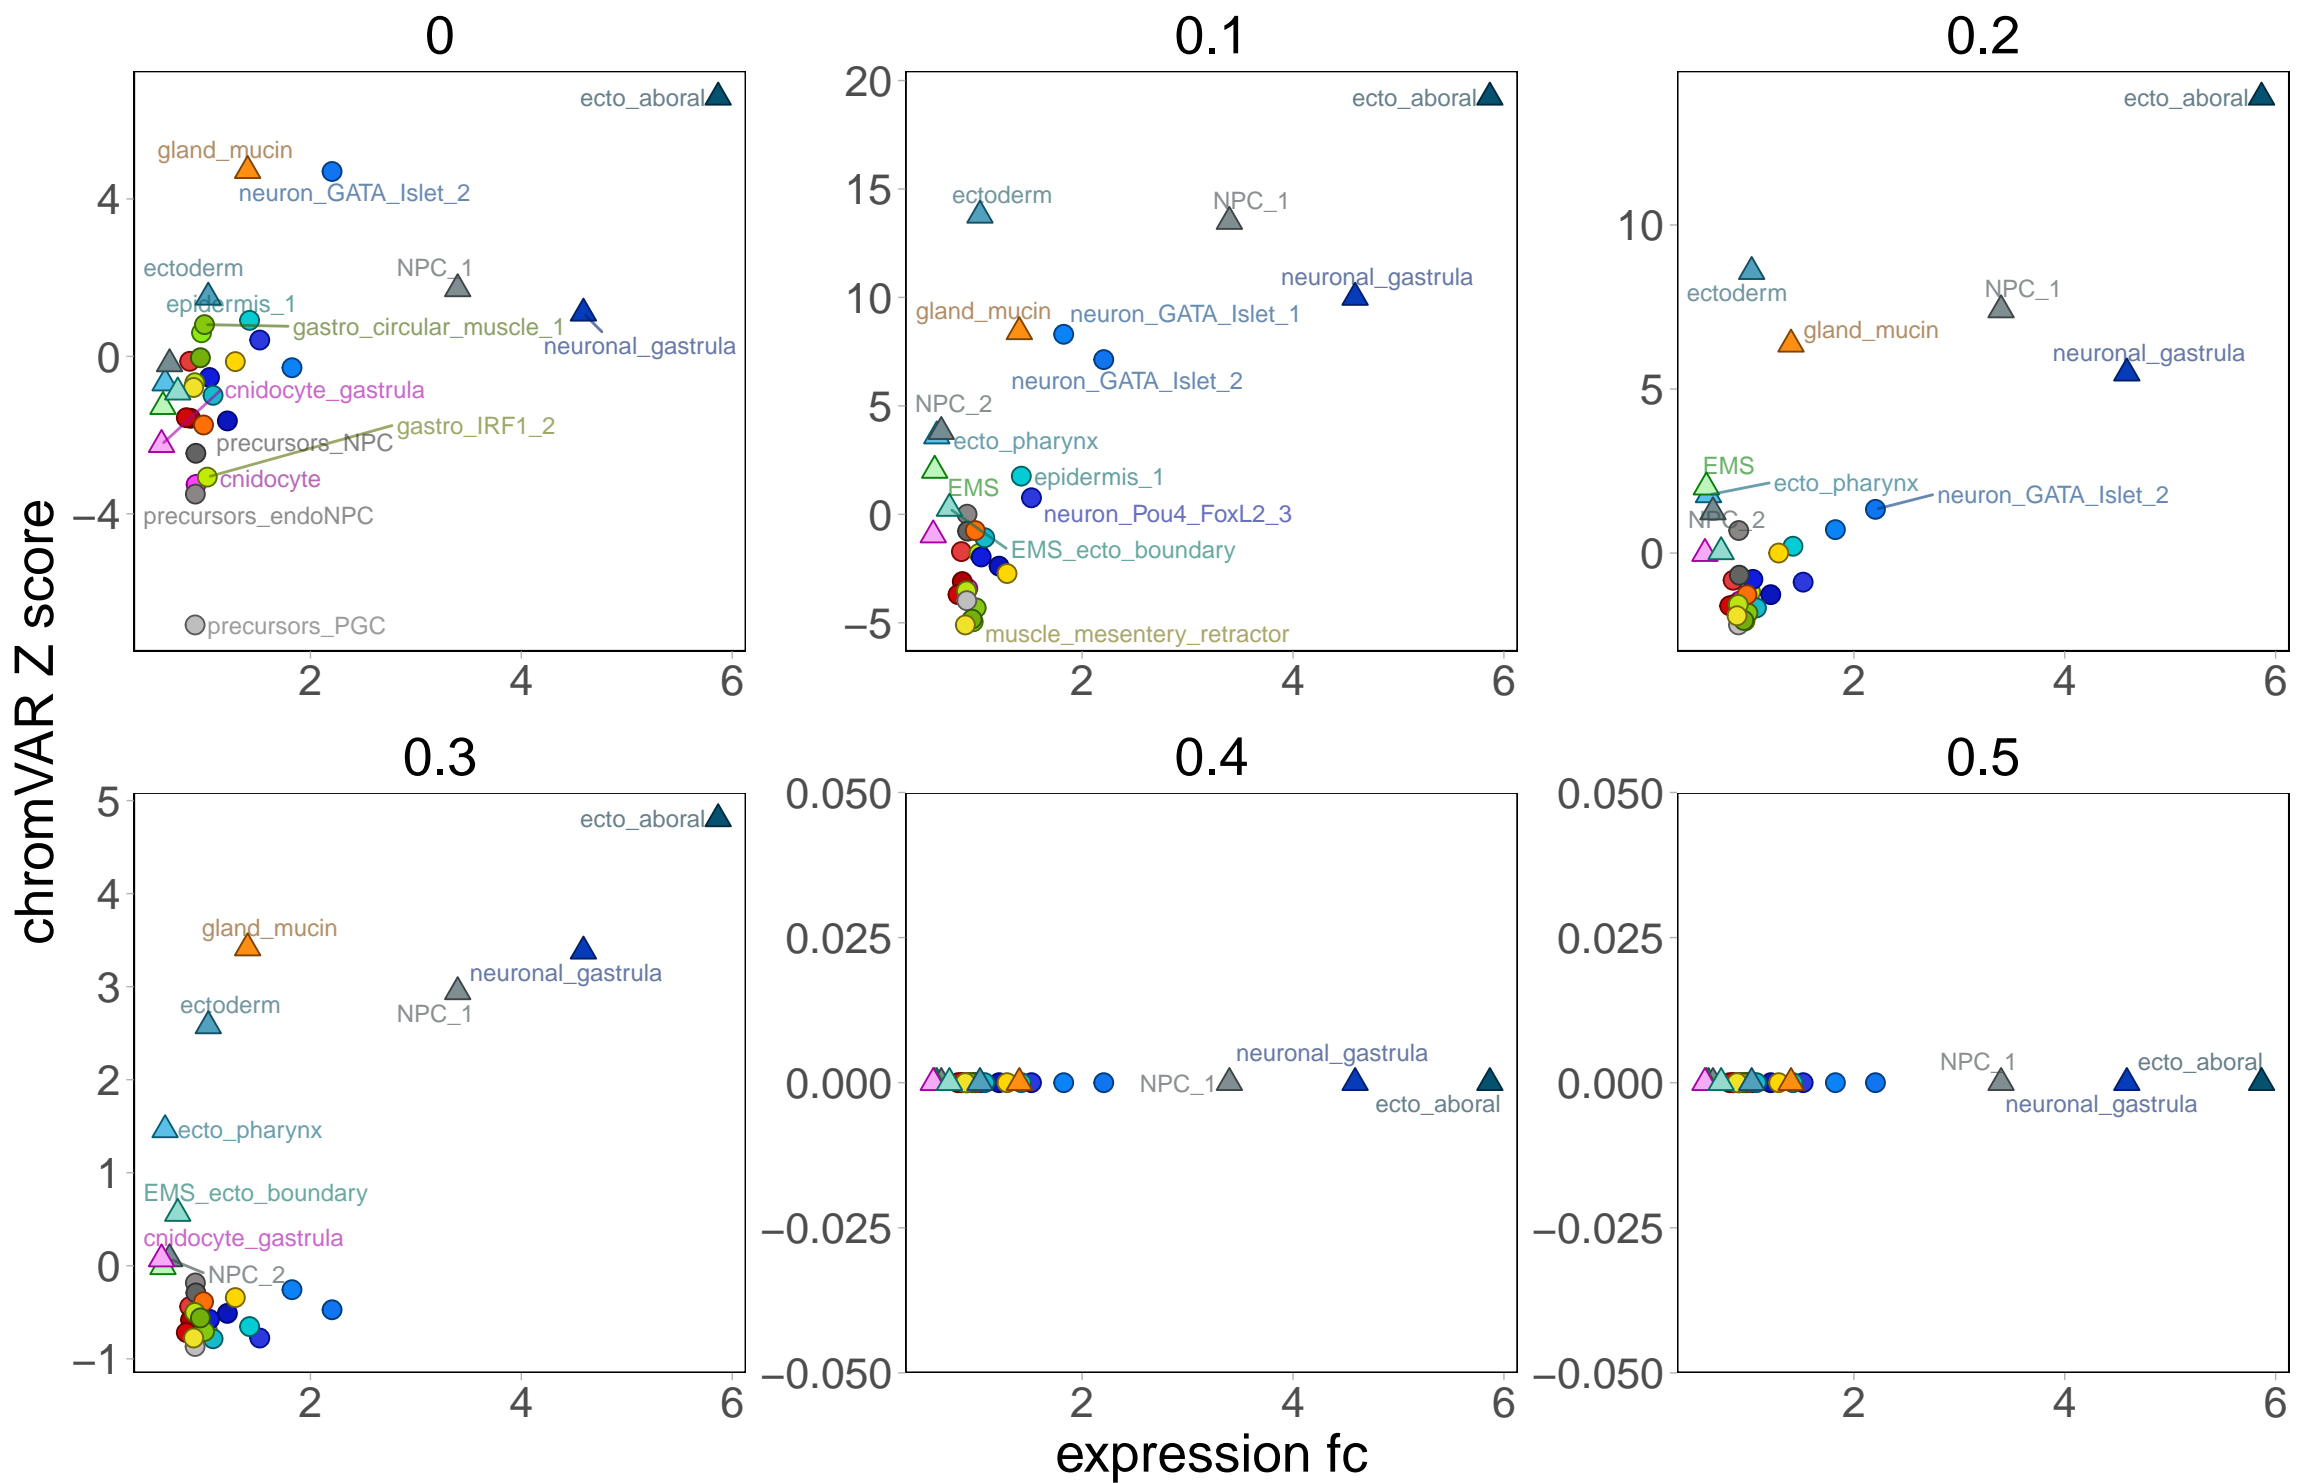 0
0.1
0.2
ecto_aboral
gland_mucin
neuron_GATA_Islet_2
ectoderm
NPC_1
epidermis_1
gastro_circular_muscle_1
neuronal_gastrula
cnidocyte_gastrula
gastro_IRF1_2
precursors_NPC
cnidocyte
precursors_endoNPC
precursors_PGC
4
0
−4
2
4
6
20
15
10
5
0
−5
ecto_aboral
ectoderm
NPC_1
neuronal_gastrula
gland_mucin
neuron_GATA_Islet_1
neuron_GATA_Islet_2
NPC_2
ecto_pharynx
epidermis_1
EMS
neuron_Pou4_FoxL2_3
EMS_ecto_boundary
muscle_mesentery_retractor
2
4
6
10
5
0
ecto_aboral
ectoderm
NPC_1
gland_mucin
neuronal_gastrula
EMS
ecto_pharynx
neuron_GATA_Islet_2
NPC_2
2
4
6
chromVAR Z score
0.3
0.4
0.5
5
4
3
2
1
0
−1
ecto_aboral
gland_mucin
neuronal_gastrula
ectoderm
NPC_1
ecto_pharynx
EMS_ecto_boundary
cnidocyte_gastrula
NPC_2
2
4
6
0.050
0.025
0.000
−0.025
−0.050
neuronal_gastrula
NPC_1
ecto_aboral
2
4
6
0.050
0.025
0.000
−0.025
−0.050
NPC_1
ecto_aboral
neuronal_gastrula
2
4
6
expression fc